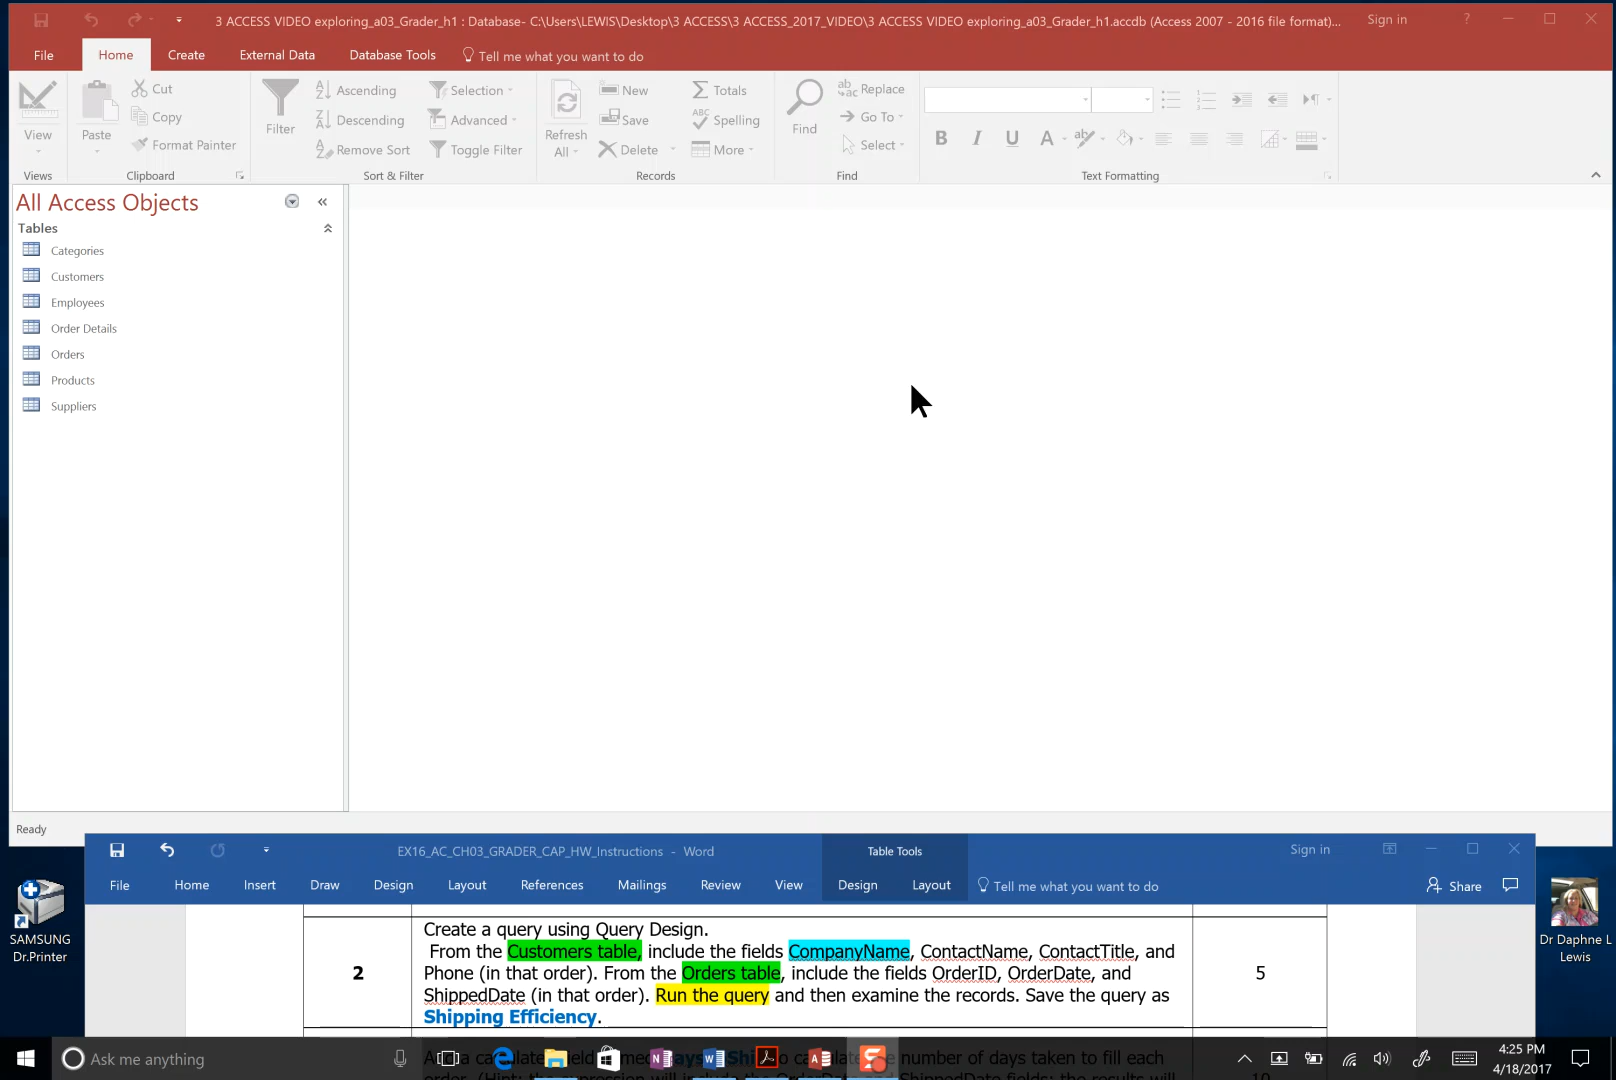 3 ACCESS VIDEO exploring_a03_Grader_h1 : Database- C:\Users\LEWIS\Desktop\3 ACCESS\3 ACCESS_2017_VIDEO\3 ACCESS VIDEO exploring_a03_Grader_h1.accdb (Access 2007 - 2016 file format)... Sign in ?
File Home Create External Data Database Tools Tell me what you want to do
View
Views
Paste
Cut
Copy
Format Painter
Clipboard
Filter
Ascending
Descending
Remove Sort
Selection
Advanced
Toggle Filter
Sort & Filter
Refresh
All
New
Save
Delete
Totals
Spelling
More
Records
Find
Replace
Go To
Select
Find
B I U A
Text Formatting
All Access Objects
Tables
Categories
Customers
Employees
Order Details
Orders
Products
Suppliers
Ready
EX16_AC_CH03_GRADER_CAP_HW_Instructions - Word Table Tools Sign in
File Home Insert Draw Design Layout References Mailings Review View Design Layout Tell me what you want to do Share
2
Create a query using Query Design.
From the Customers table, include the fields CompanyName, ContactName, ContactTitle, and
Phone (in that order). From the Orders table, include the fields OrderID, OrderDate, and
ShippedDate (in that order). Run the query and then examine the records. Save the query as
Shipping Efficiency.
5
number of days taken to fill each
SAMSUNG
Dr.Printer
Dr Daphne L
Lewis
Ask me anything
4:25 PM
4/18/2017